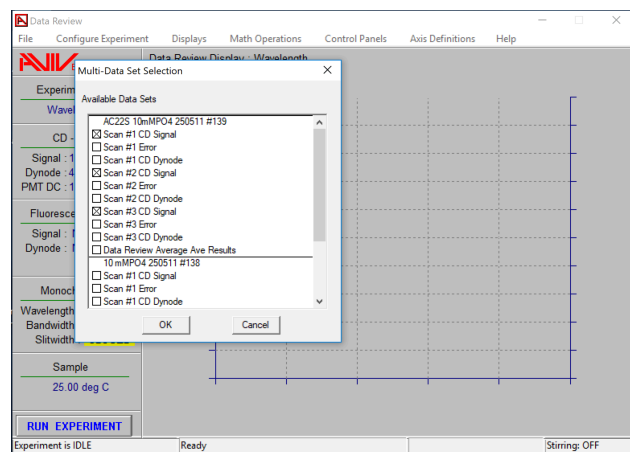 Data Review
File Configure Experiment Displays Math Operations Control Panels Axis Definitions Help
AVIV
Data Review Display : Wavelength
Multi-Data Set Selection
Available Data Sets
AC22S 10mMPO4 250511 #139
Scan #1 CD Signal
Scan #1 Error
Scan #1 CD Dynode
Scan #2 CD Signal
Scan #2 Error
Scan #2 CD Dynode
Scan #3 CD Signal
Scan #3 Error
Scan #3 CD Dynode
Data Review Average Ave Results
10 mMPO4 250511 #138
Scan #1 CD Signal
Scan #1 Error
Scan #1 CD Dynode
OK Cancel
Experim
Wavel
CD -
Signal : 1
Dynode : 4
PMT DC : 1
Fluoresce
Signal :
Dynode :
Monoc
Wavelength
Bandwidth
Slitwidth
Sample
25.00 deg C
RUN EXPERIMENT
Experiment is IDLE Ready Stirring: OFF